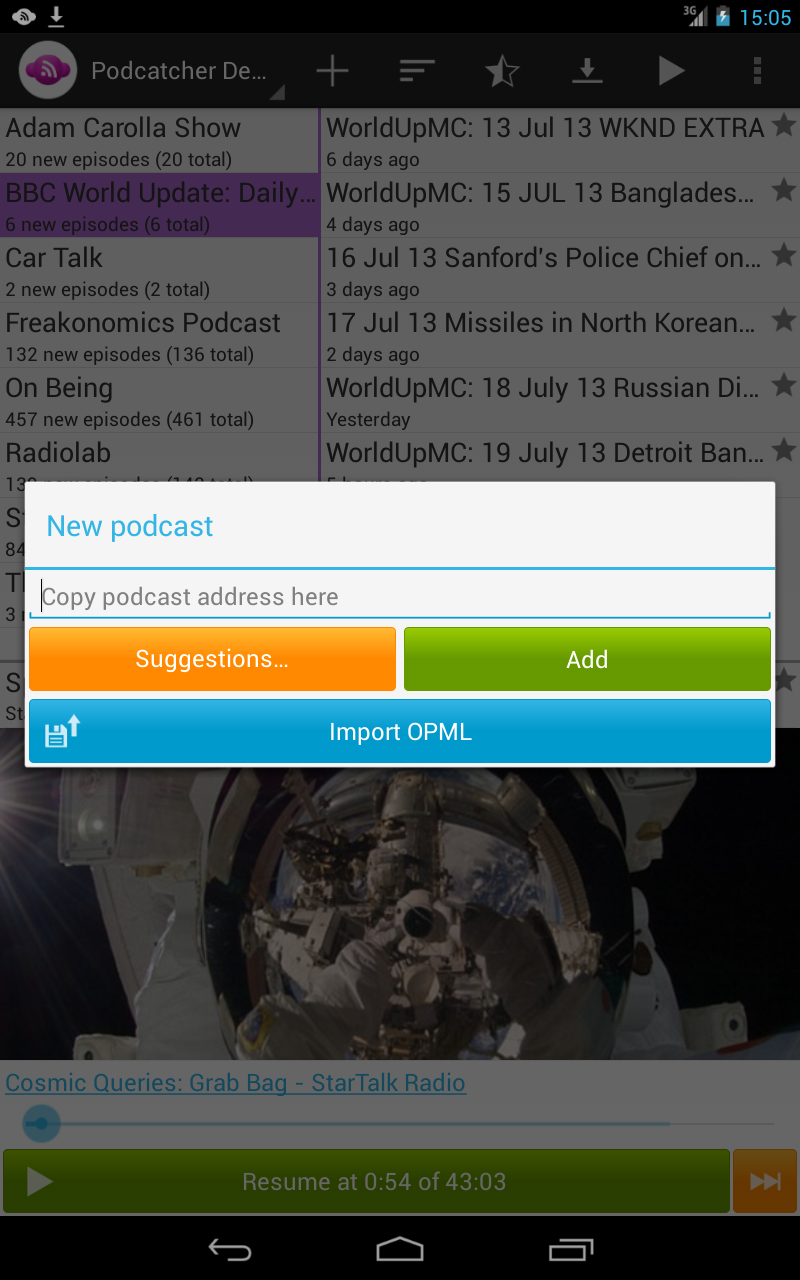 3G 15:05
Podcatcher De...
Adam Carolla Show
20 new episodes (20 total)
BBC World Update: Daily...
6 new episodes (6 total)
Car Talk
2 new episodes (2 total)
Freakonomics Podcast
132 new episodes (136 total)
On Being
457 new episodes (461 total)
Radiolab
WorldUpMC: 13 Jul 13 WKND EXTRA
6 days ago
WorldUpMC: 15 JUL 13 Banglades...
4 days ago
16 Jul 13 Sanford's Police Chief on...
3 days ago
17 Jul 13 Missiles in North Korean...
2 days ago
WorldUpMC: 18 July 13 Russian Di...
Yesterday
WorldUpMC: 19 July 13 Detroit Ban...
5 hours ago
New podcast
Copy podcast address here
Suggestions...
Add
Import OPML
Cosmic Queries: Grab Bag - StarTalk Radio
Resume at 0:54 of 43:03